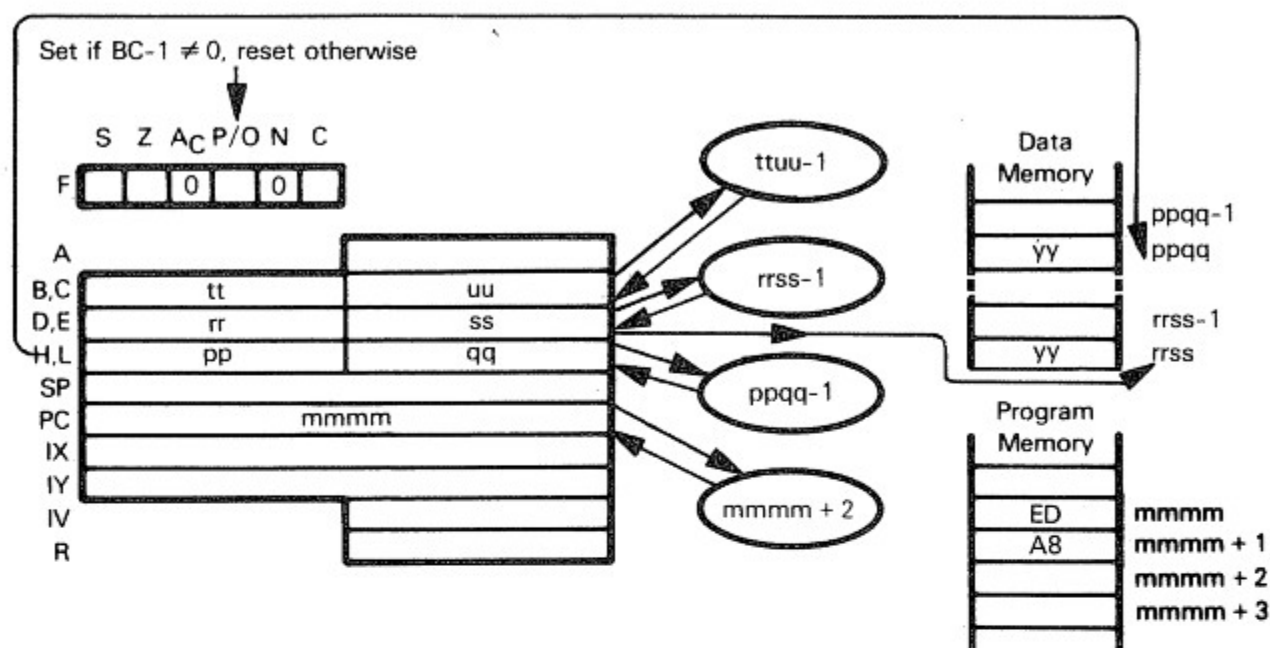 Set if BC-1 ≠ 0, reset otherwise
S Z AC P/O N C
F 0 0
A
B,C tt uu
D,E rr ss
H,L pp qq
SP
PC mmmm
IX
IY
IV
R
ttuu-1
rrss-1
ppqq-1
mmmm + 2
Data
Memory
ppqq-1
yy ppqq
rrss-1
yy rrss
Program
Memory
ED mmmm
A8 mmmm + 1
mmmm + 2
mmmm + 3